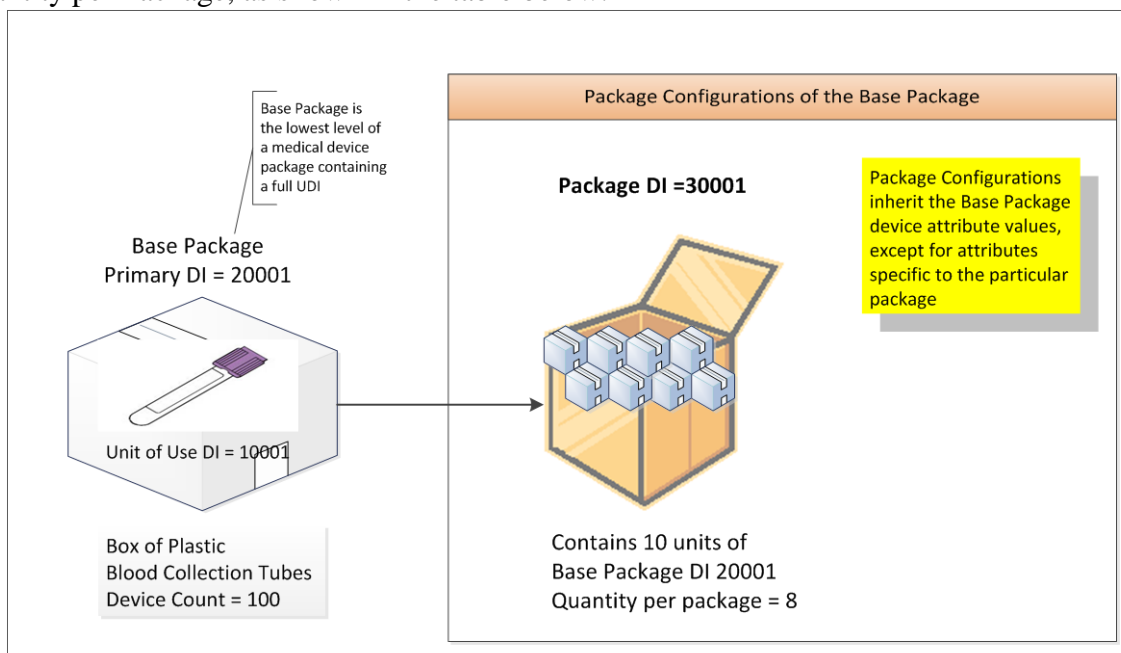 Base Package is
the lowest level of
a medical device
package containing
a full UDI
Base Package
Primary DI = 20001
Unit of Use DI = 10001
Box of Plastic
Blood Collection Tubes
Device Count = 100
Package Configurations of the Base Package
Package DI =30001
Package Configurations
inherit the Base Package
device attribute values,
except for attributes
specific to the particular
package
Contains 10 units of
Base Package DI 20001
Quantity per package = 8